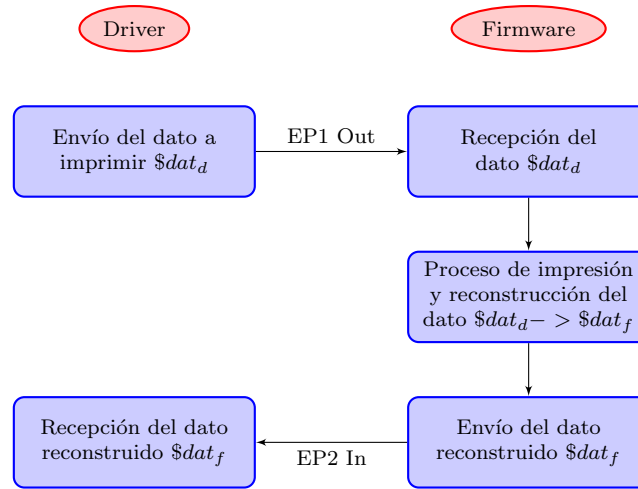 Driver
Firmware
Envío del dato a
imprimir $dat_d
EP1 Out
Recepción del
dato $dat_d
Proceso de impresión
y reconstrucción del
dato $dat_d− > $dat_f
Recepción del dato
reconstruido $dat_f
EP2 In
Envío del dato
reconstruido $dat_f